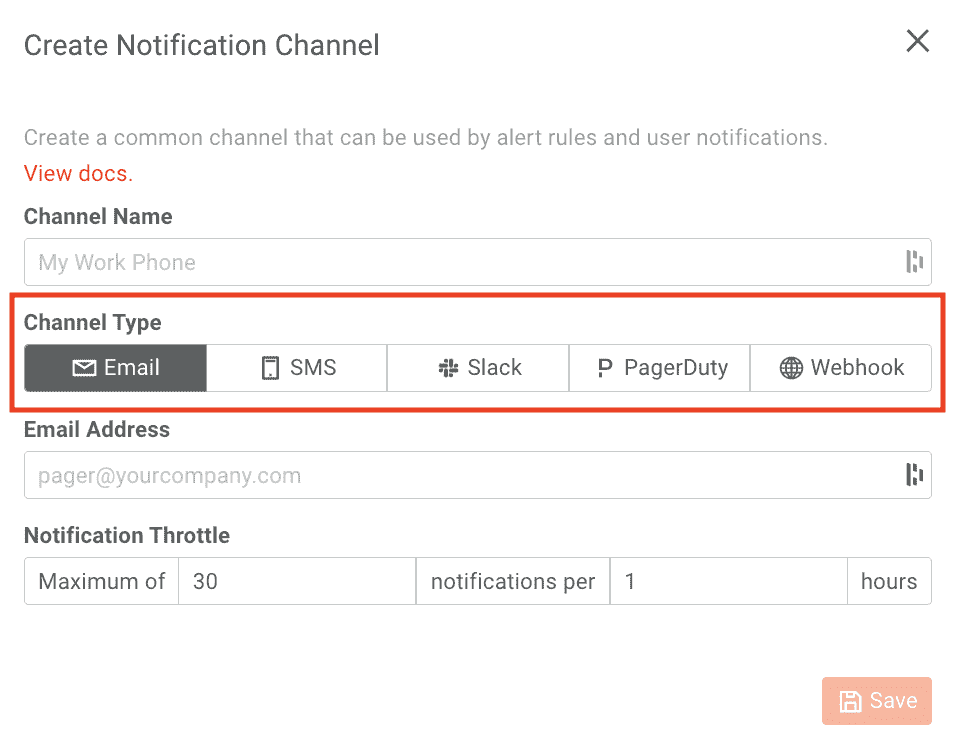 Create Notification Channel
Create a common channel that can be used by alert rules and user notifications.
View docs.
Channel Name
My Work Phone
Channel Type
Email SMS Slack PagerDuty Webhook
Email Address
pager@yourcompany.com
Notification Throttle
Maximum of 30 notifications per 1 hours
Save